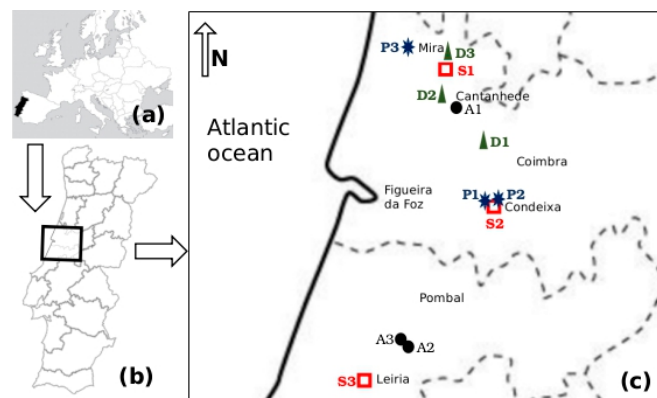 (a)
(b)
N
P3
Mira
D3
S1
D2
Cantanhede
A1
Atlantic
ocean
D1
Coimbra
Figueira
da Foz
P1
P2
Condeixa
S2
Pombal
A3
A2
S3
Leiria
(c)